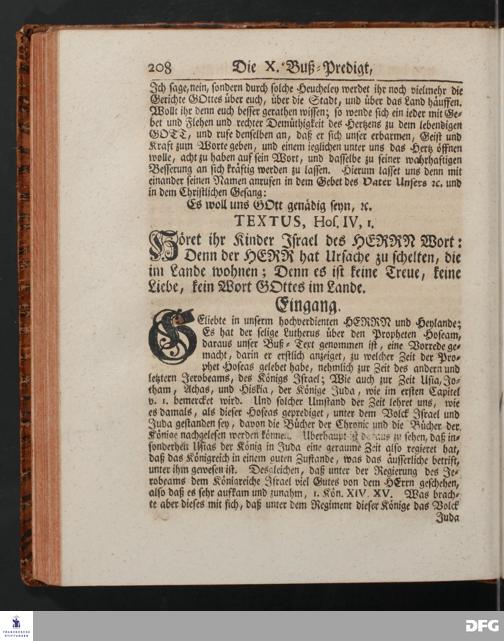 208 Die X. Buß-Predigt,
Ich sage, nein, sondern durch solche Heucheley werdet ihr noch vielmehr die
Gerichte GOttes über euch, über die Stadt, und über das Land häuffen.
Wollt ihr denn euch besser gerathen wissen; so wende sich ein ieder mit Ge-
bet und Flehen und rechter Demüthigkeit des Hertzens zu dem lebendigen
GOTT, und rufe denselben an, daß er sich unser erbarmen, Geist und
Kraft zum Worte geben, und einem ieglichen unter uns das Hertz öffnen
wolle, acht zu haben auf sein Wort, und dasselbe zu seiner wahrhaftigen
Besserung an sich kräftig werden zu lassen. Hierum lasset uns denn mit
einander seinen Namen anrufen in dem Gebet des Vater Unsers ꝛc. und
in dem Christlichen Gesang:
Es woll uns GOtt genädig seyn, ꝛc.
TEXTUS, Hos. IV, 1.
Höret ihr Kinder Israel des HERRN Wort:
Denn der HERR hat Ursache zu schelten, die
im Lande wohnen; Denn es ist keine Treue, keine
Liebe, kein Wort GOttes im Lande.
Eingang.
GEliebte in unserm hochverdienten HERRN und Heylande;
Es hat der selige Lutherus über den Propheten Hoseam,
daraus unser Buß-Text genommen ist, eine Vorrede ge-
macht, darin er erstlich anzeiget, zu welcher Zeit der Pro-
phet Hoseas gelebet habe, nehmlich zur Zeit des andern und
letztern Jerobeams, des Königs Israel; Wie auch zur Zeit Usia, Jo-
tham, Achas, und Hiskia, der Könige Juda, wie im ersten Capitel
v. 1. bemercket wird. Und solcher Umstand der Zeit lehret uns, wie
es damals, als dieser Hoseas geprediget, unter dem Volck Israel und
Juda gestanden sey, davon die Bücher der Chronic und die Bücher der
Könige nachgelesen werden können. Uberhaupt ist daraus zu sehen, daß in-
sonderheit Usias der König in Juda eine geraume Zeit also regieret hat,
daß das Königreich in einem guten Zustande, was das äusserliche betrift,
unter ihm gewesen ist. Desgleichen, daß unter der Regierung des Je-
robeams dem Königreiche Israel viel Gutes von dem HErrn geschehen,
also daß es sehr aufkam und zunahm, 1. Kön. XIV. XV. Was brach-
te aber dieses mit sich, daß unter dem Regiment dieser Könige das Volck
Juda
FRANCKESCHE
STIFTUNGEN
DFG